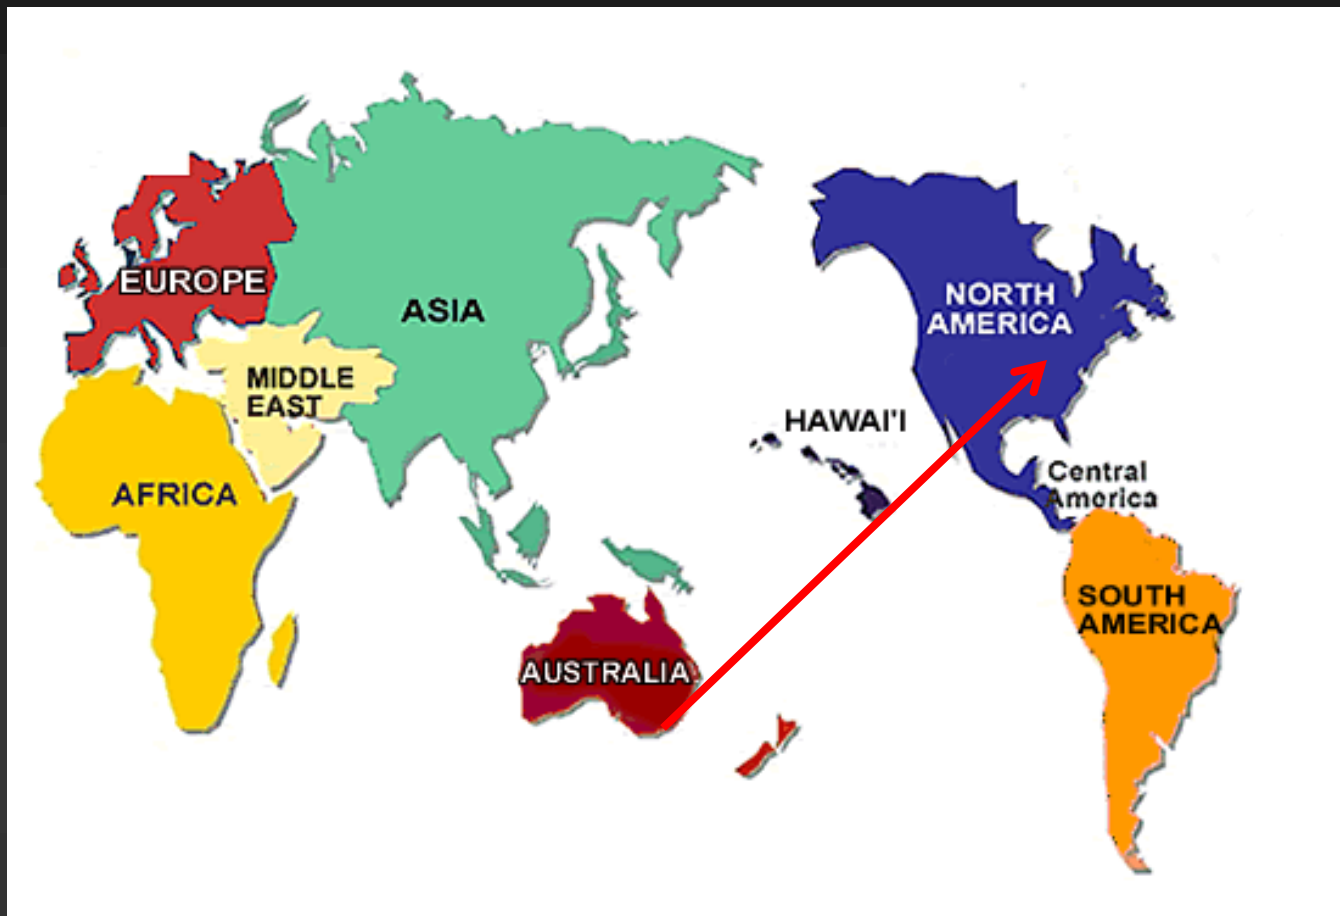 EUROPE
ASIA
NORTH
AMERICA
MIDDLE
EAST
HAWAI'I
AFRICA
Central
America
SOUTH
AMERICA
AUSTRALIA